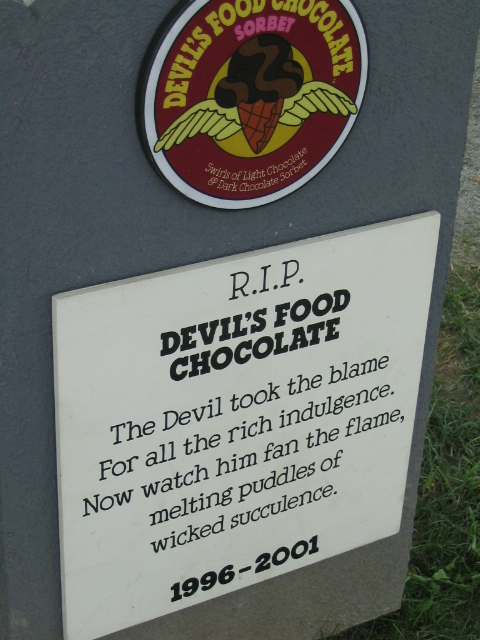 DEVIL'S FOOD CHOCOLATE
SORBET
Swirls of Light Chocolate
& Dark Chocolate Sorbet
R.I.P.
DEVIL'S FOOD
CHOCOLATE
The Devil took the blame
For all the rich indulgence.
Now watch him fan the flame,
melting puddles of
wicked succulence.
1996-2001